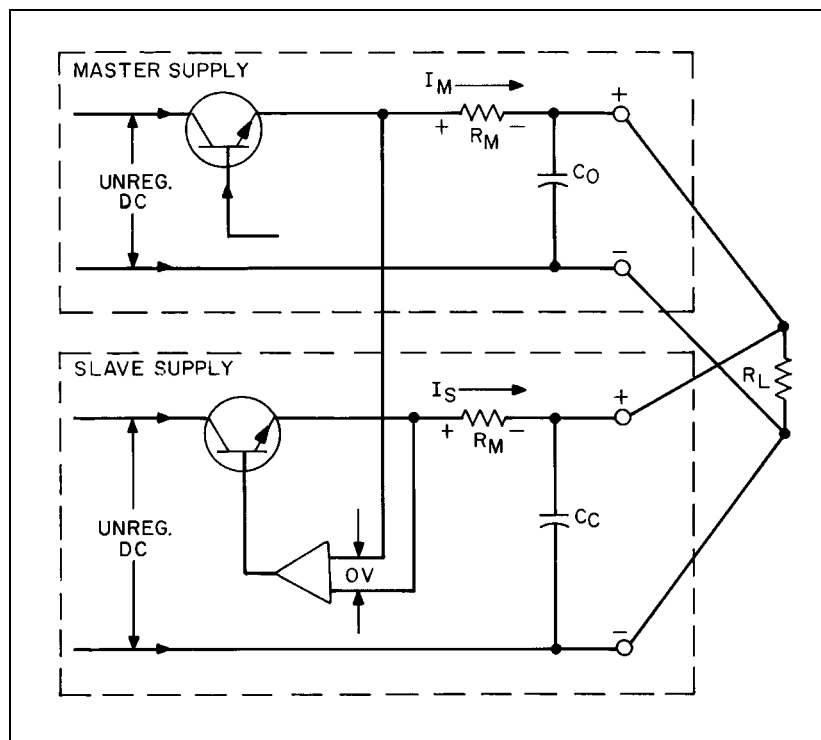 MASTER SUPPLY
I_M
+ R_M −
+
UNREG.
DC
C_O
−
SLAVE SUPPLY
I_S
+ R_M −
+
R_L
UNREG.
DC
C_C
OV
−